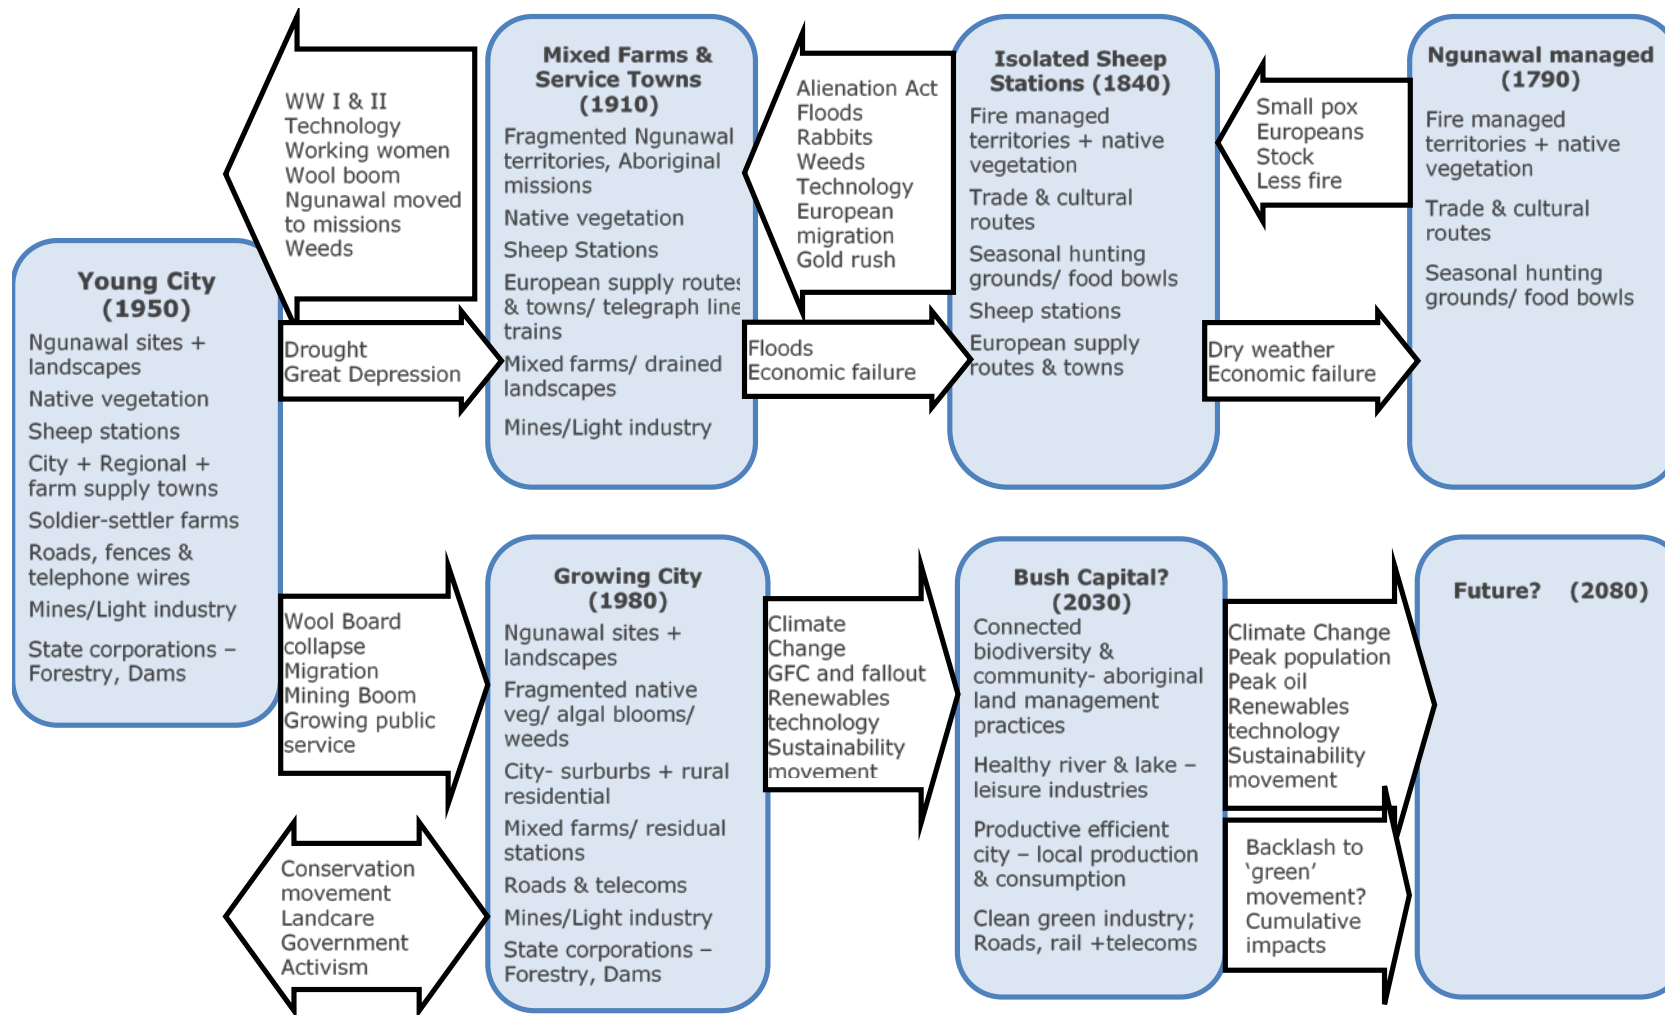 WW I & II
Technology
Working women
Wool boom
Ngunawal moved
to missions
Weeds
Mixed Farms &
Service Towns
(1910)
Fragmented Ngunawal
territories, Aboriginal
missions
Native vegetation
Sheep Stations
European supply routes
& towns/ telegraph line
trains
Mixed farms/ drained
landscapes
Mines/Light industry
Alienation Act
Floods
Rabbits
Weeds
Technology
European
migration
Gold rush
Isolated Sheep
Stations (1840)
Fire managed
territories + native
vegetation
Trade & cultural
routes
Seasonal hunting
grounds/ food bowls
Sheep stations
European supply
routes & towns
Small pox
Europeans
Stock
Less fire
Ngunawal managed
(1790)
Fire managed
territories + native
vegetation
Trade & cultural
routes
Seasonal hunting
grounds/ food bowls
Drought
Great Depression
Floods
Economic failure
Dry weather
Economic failure
Young City
(1950)
Ngunawal sites +
landscapes
Native vegetation
Sheep stations
City + Regional +
farm supply towns
Soldier-settler farms
Roads, fences &
telephone wires
Mines/Light industry
State corporations –
Forestry, Dams
Wool Board
collapse
Migration
Mining Boom
Growing public
service
Conservation
movement
Landcare
Government
Activism
Growing City
(1980)
Ngunawal sites +
landscapes
Fragmented native
veg/ algal blooms/
weeds
City- surburbs + rural
residential
Mixed farms/ residual
stations
Roads & telecoms
Mines/Light industry
State corporations –
Forestry, Dams
Climate
Change
GFC and fallout
Renewables
technology
Sustainability
movement
Bush Capital?
(2030)
Connected
biodiversity &
community- aboriginal
land management
practices
Healthy river & lake –
leisure industries
Productive efficient
city – local production
& consumption
Clean green industry;
Roads, rail +telecoms
Climate Change
Peak population
Peak oil
Renewables
technology
Sustainability
movement
Backlash to
‘green’
movement?
Cumulative
impacts
Future? (2080)